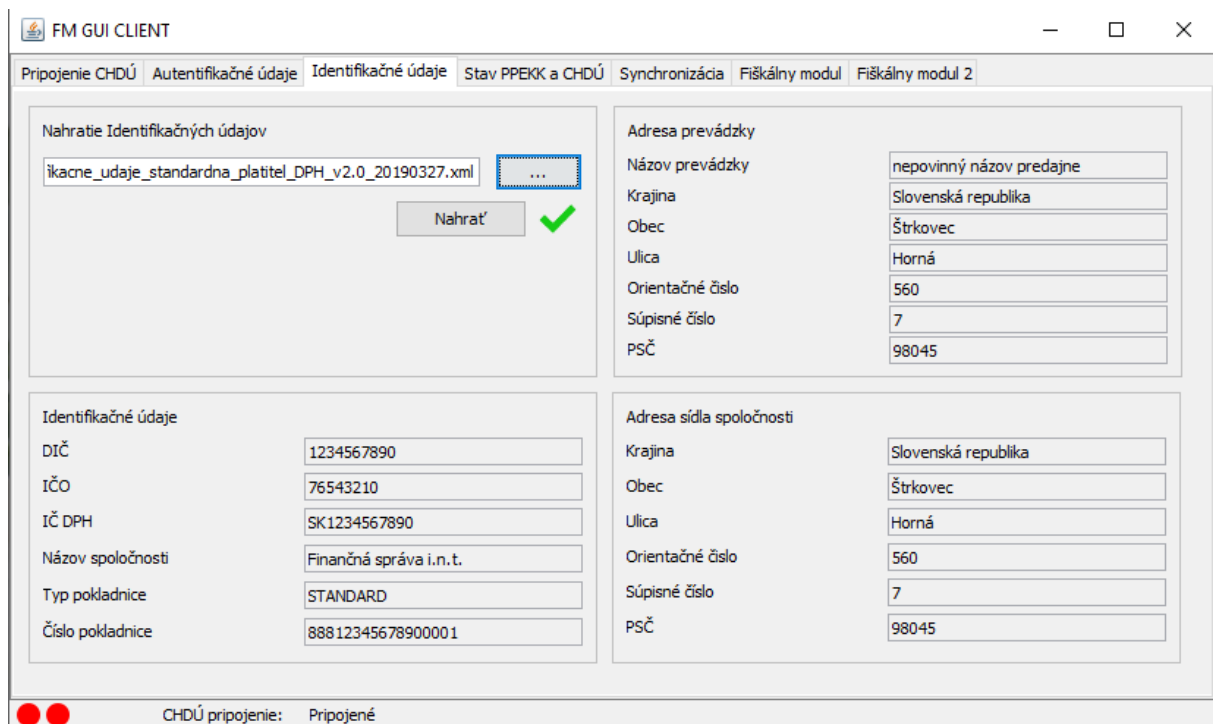 FM GUI CLIENT
Pripojenie CHDÚ Autentifikačné údaje Identifikačné údaje Stav PPEKK a CHDÚ Synchronizácia Fiškálny modul Fiškálny modul 2
Nahratie Identifikačných údajov
ikacne_udaje_standardna_platitel_DPH_v2.0_20190327.xml ...
Nahrať
Adresa prevádzky
Názov prevádzky nepovinný názov predajne
Krajina Slovenská republika
Obec Štrkovec
Ulica Horná
Orientačné čislo 560
Súpisné číslo 7
PSČ 98045
Identifikačné údaje
DIČ 1234567890
IČO 76543210
IČ DPH SK1234567890
Názov spoločnosti Finančná správa i.n.t.
Typ pokladnice STANDARD
Číslo pokladnice 88812345678900001
Adresa sídla spoločnosti
Krajina Slovenská republika
Obec Štrkovec
Ulica Horná
Orientačné čislo 560
Súpisné číslo 7
PSČ 98045
CHDÚ pripojenie: Pripojené